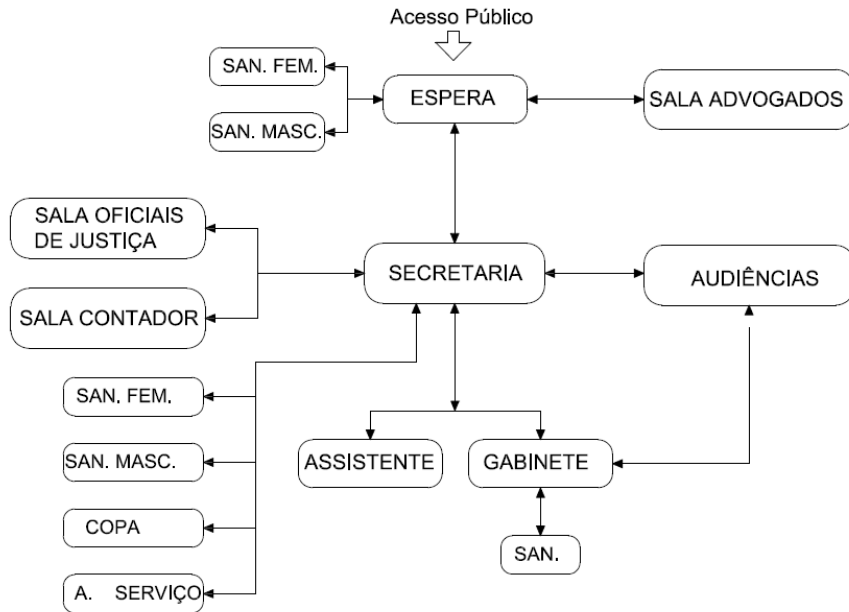 Acesso Público
SAN. FEM.
ESPERA
SALA ADVOGADOS
SAN. MASC.
SALA OFICIAIS
DE JUSTIÇA
SECRETARIA
AUDIÊNCIAS
SALA CONTADOR
SAN. FEM.
SAN. MASC.
ASSISTENTE
GABINETE
COPA
SAN.
A. SERVIÇO